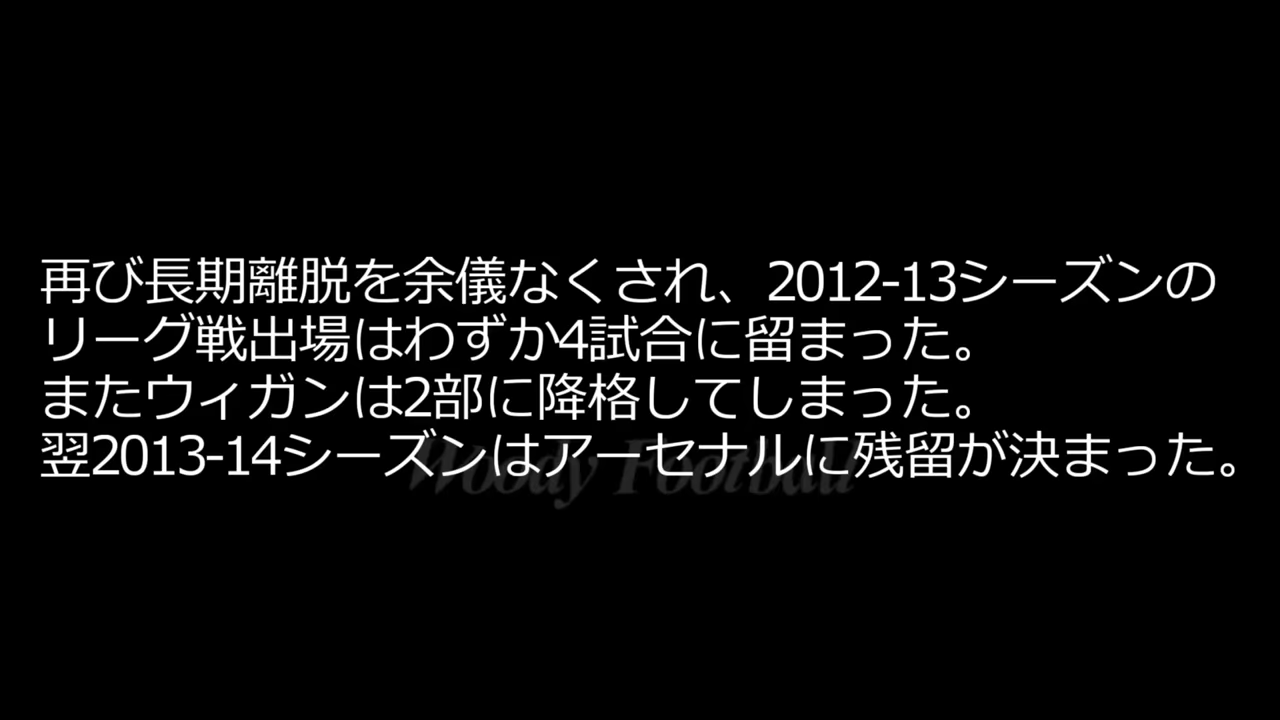 再び長期離脱を余儀なくされ、2012-13シーズンの
リーグ戦出場はわずか4試合に留まった。
またウィガンは2部に降格してしまった。
翌2013-14シーズンはアーセナルに残留が決まった。
Woody Football